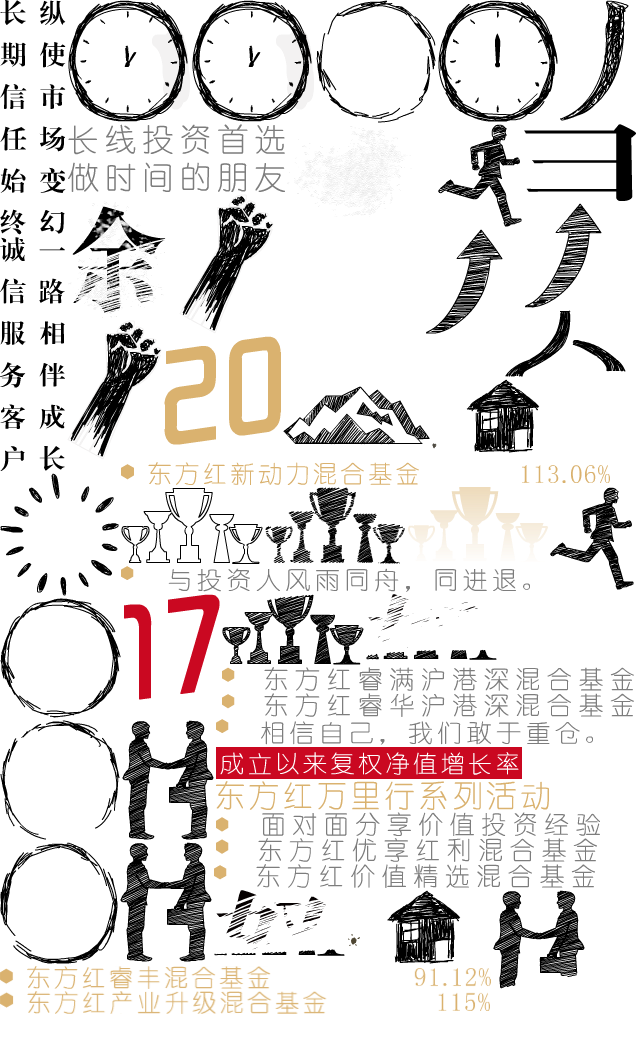 纵使市场变幻一路相伴成长
长期信任始终诚信服务客户
长线投资首选
做时间的朋友
20
东方红新动力混合基金 113.06%
与投资人风雨同舟，同进退。
17
东方红睿满沪港深混合基金
东方红睿华沪港深混合基金
相信自己，我们敢于重仓。
成立以来复权净值增长率
东方红万里行系列活动
面对面分享价值投资经验
东方红优享红利混合基金
东方红价值精选混合基金
东方红睿丰混合基金 91.12%
东方红产业升级混合基金 115%